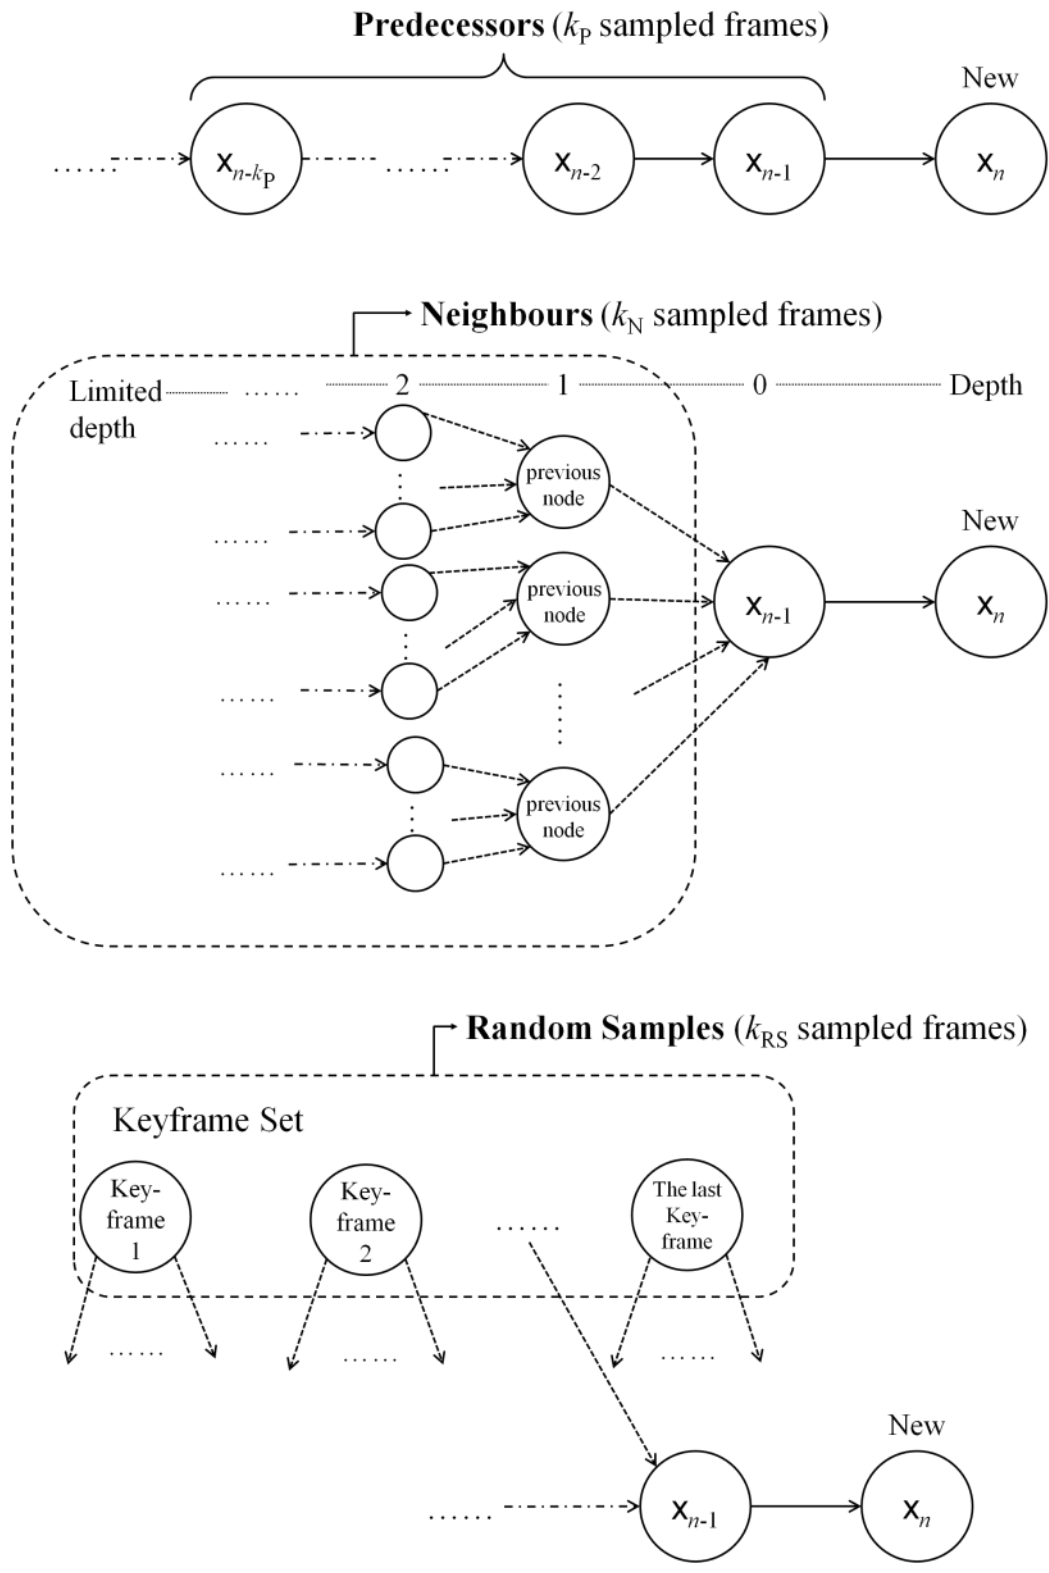 Predecessors (kP sampled frames)
New
...... xn-kP ...... xn-2 xn-1 xn
Neighbours (kN sampled frames)
Limited depth ...... 2 1 0 Depth
......
previous node
......
New
......
previous node
xn-1 xn
......
......
previous node
......
Random Samples (kRS sampled frames)
Keyframe Set
Key-
frame
1
Key-
frame
2
......
The last
Key-
frame
...... ...... ......
New
...... xn-1 xn